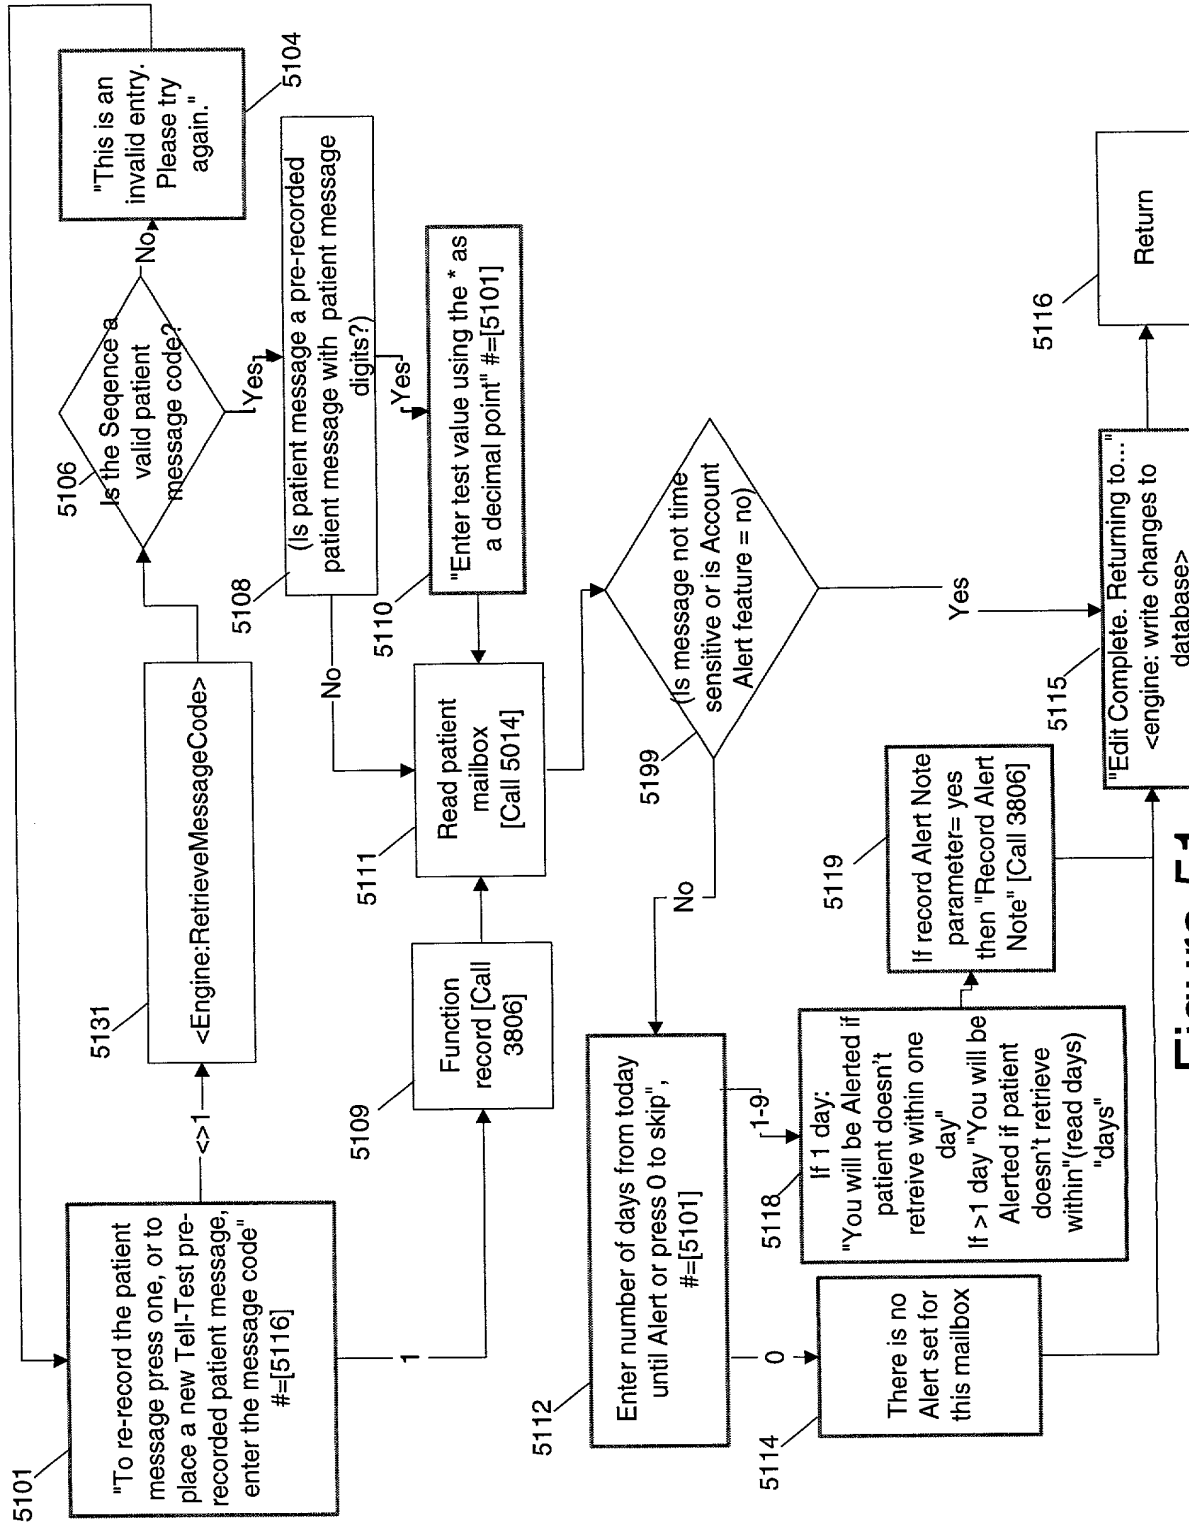 5101
"To re-record the patient
message press one, or to
place a new Tell-Test pre-
recorded patient message,
enter the message code"
#=[5116]
<>1
5131
<Engine:RetrieveMessageCode>
5106
Is the Seqence a
valid patient
message code?
No
"This is an
invalid entry.
Please try
again."
5104
Yes
5108
(Is patient message a pre-recorded
patient message with patient message
digits?)
No
Yes
5110
"Enter test value using the * as
a decimal point" #=[5101]
1
5109
Function
record [Call
3806]
5111
Read patient
mailbox
[Call 5014]
5199
(Is message not time
sensitive or is Account
Alert feature = no)
No
Yes
5112
Enter number of days from today
until Alert or press 0 to skip",
#=[5101]
0
1-9
5114
There is no
Alert set for
this mailbox
5118
If 1 day:
"You will be Alerted if
patient doesn't
retreive within one
day"
If >1 day "You will be
Alerted if patient
doesn't retrieve
within"(read days)
"days"
5119
If record Alert Note
parameter= yes
then "Record Alert
Note" [Call 3806]
5115
"Edit Complete. Returning to..."
<engine: write changes to
database>
5116
Return